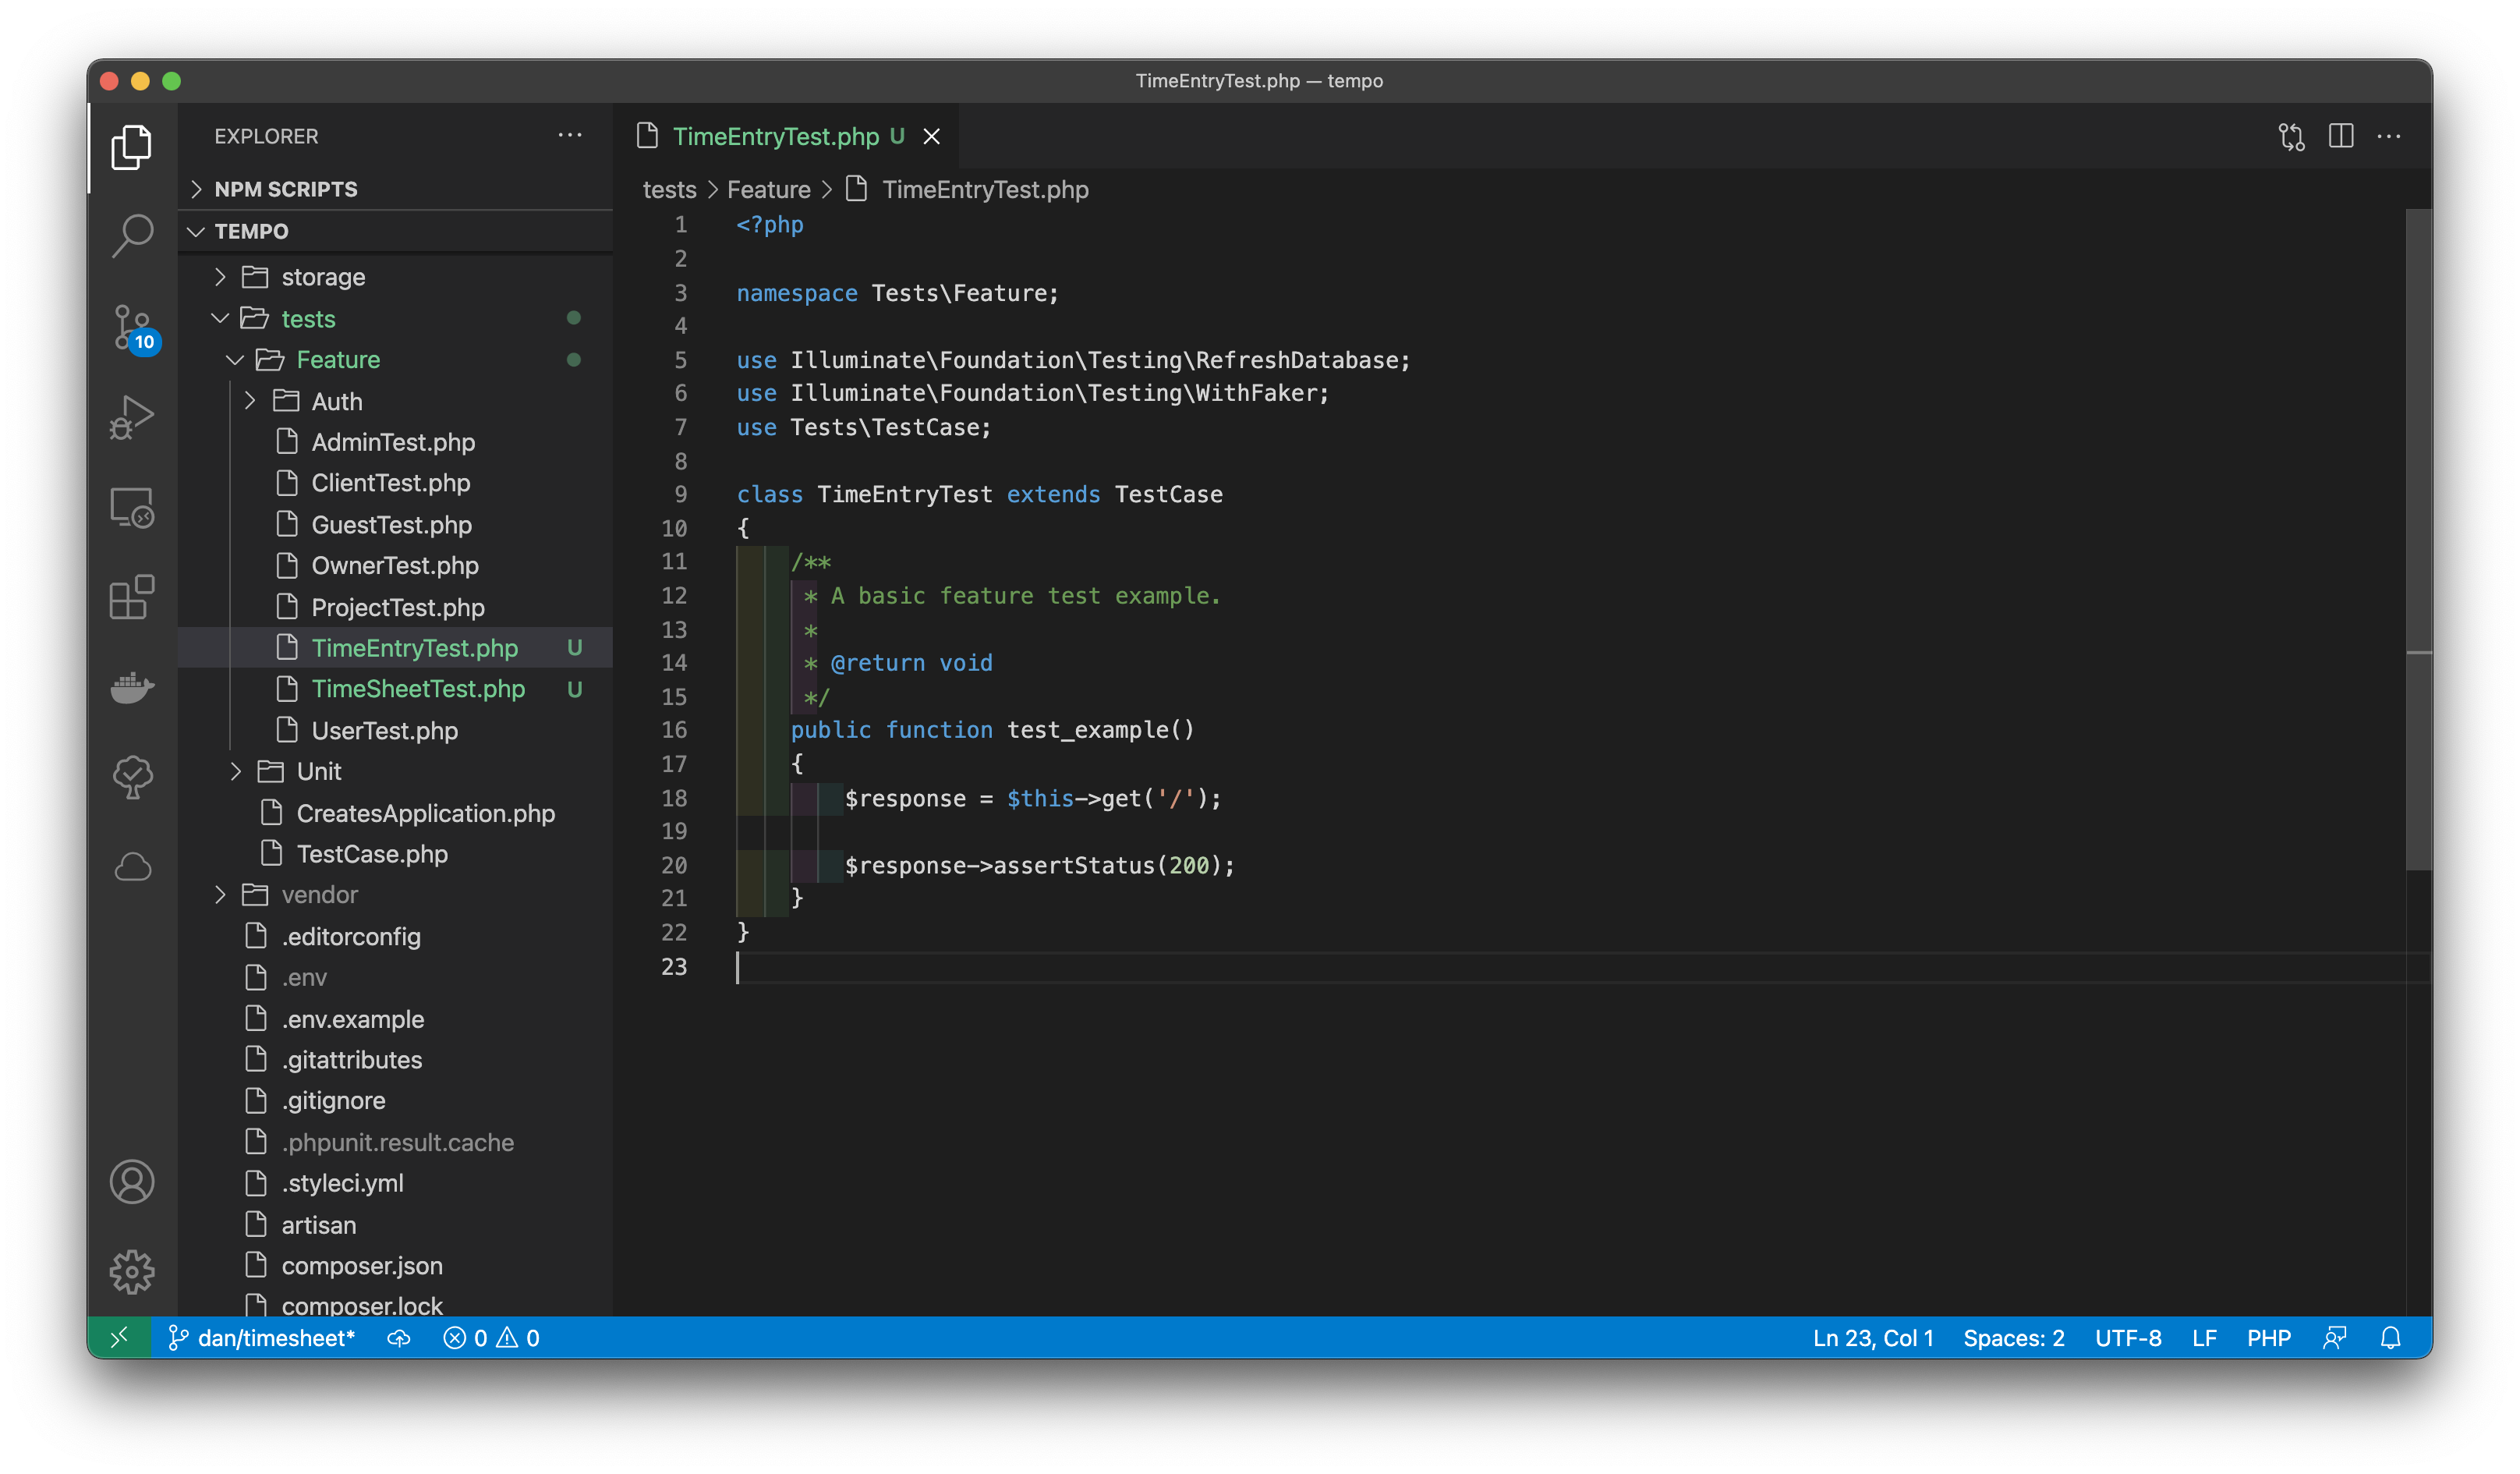 TimeEntryTest.php — tempo
EXPLORER
NPM SCRIPTS
TEMPO
storage
tests
Feature
Auth
AdminTest.php
ClientTest.php
GuestTest.php
OwnerTest.php
ProjectTest.php
TimeEntryTest.php U
TimeSheetTest.php U
UserTest.php
Unit
CreatesApplication.php
TestCase.php
vendor
.editorconfig
.env
.env.example
.gitattributes
.gitignore
.phpunit.result.cache
.styleci.yml
artisan
composer.json
composer.lock
10
TimeEntryTest.php U
tests > Feature > TimeEntryTest.php
1 <?php
2
3 namespace Tests\Feature;
4
5 use Illuminate\Foundation\Testing\RefreshDatabase;
6 use Illuminate\Foundation\Testing\WithFaker;
7 use Tests\TestCase;
8
9 class TimeEntryTest extends TestCase
10 {
11 /**
12 * A basic feature test example.
13 *
14 * @return void
15 */
16 public function test_example()
17 {
18 $response = $this->get('/');
19
20 $response->assertStatus(200);
21 }
22 }
23
dan/timesheet* 0 0
Ln 23, Col 1 Spaces: 2 UTF-8 LF PHP